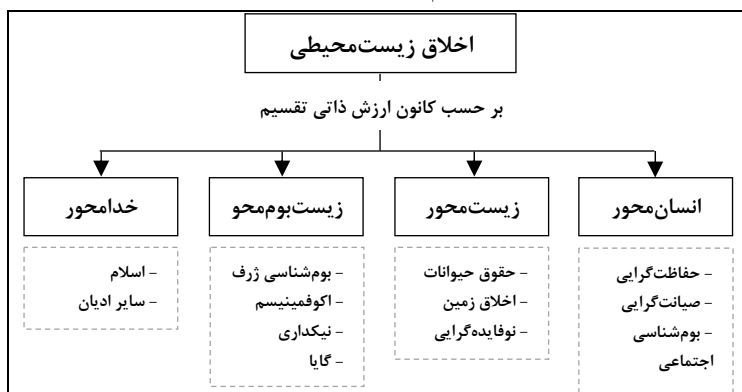 اخلاق زیست‌محیطی
بر حسب کانون ارزش ذاتی تقسیم
انسان‌محور
زیست‌محور
زیست‌بوم‌محو
خدامحور
- حفاظت‌گرایی
- صیانت‌گرایی
- بوم‌شناسی
اجتماعی
- حقوق حیوانات
- اخلاق زمین
- نوفایده‌گرایی
- بوم‌شناسی ژرف
- اکوفمینیسم
- نیکداری
- گایا
- اسلام
- سایر ادیان